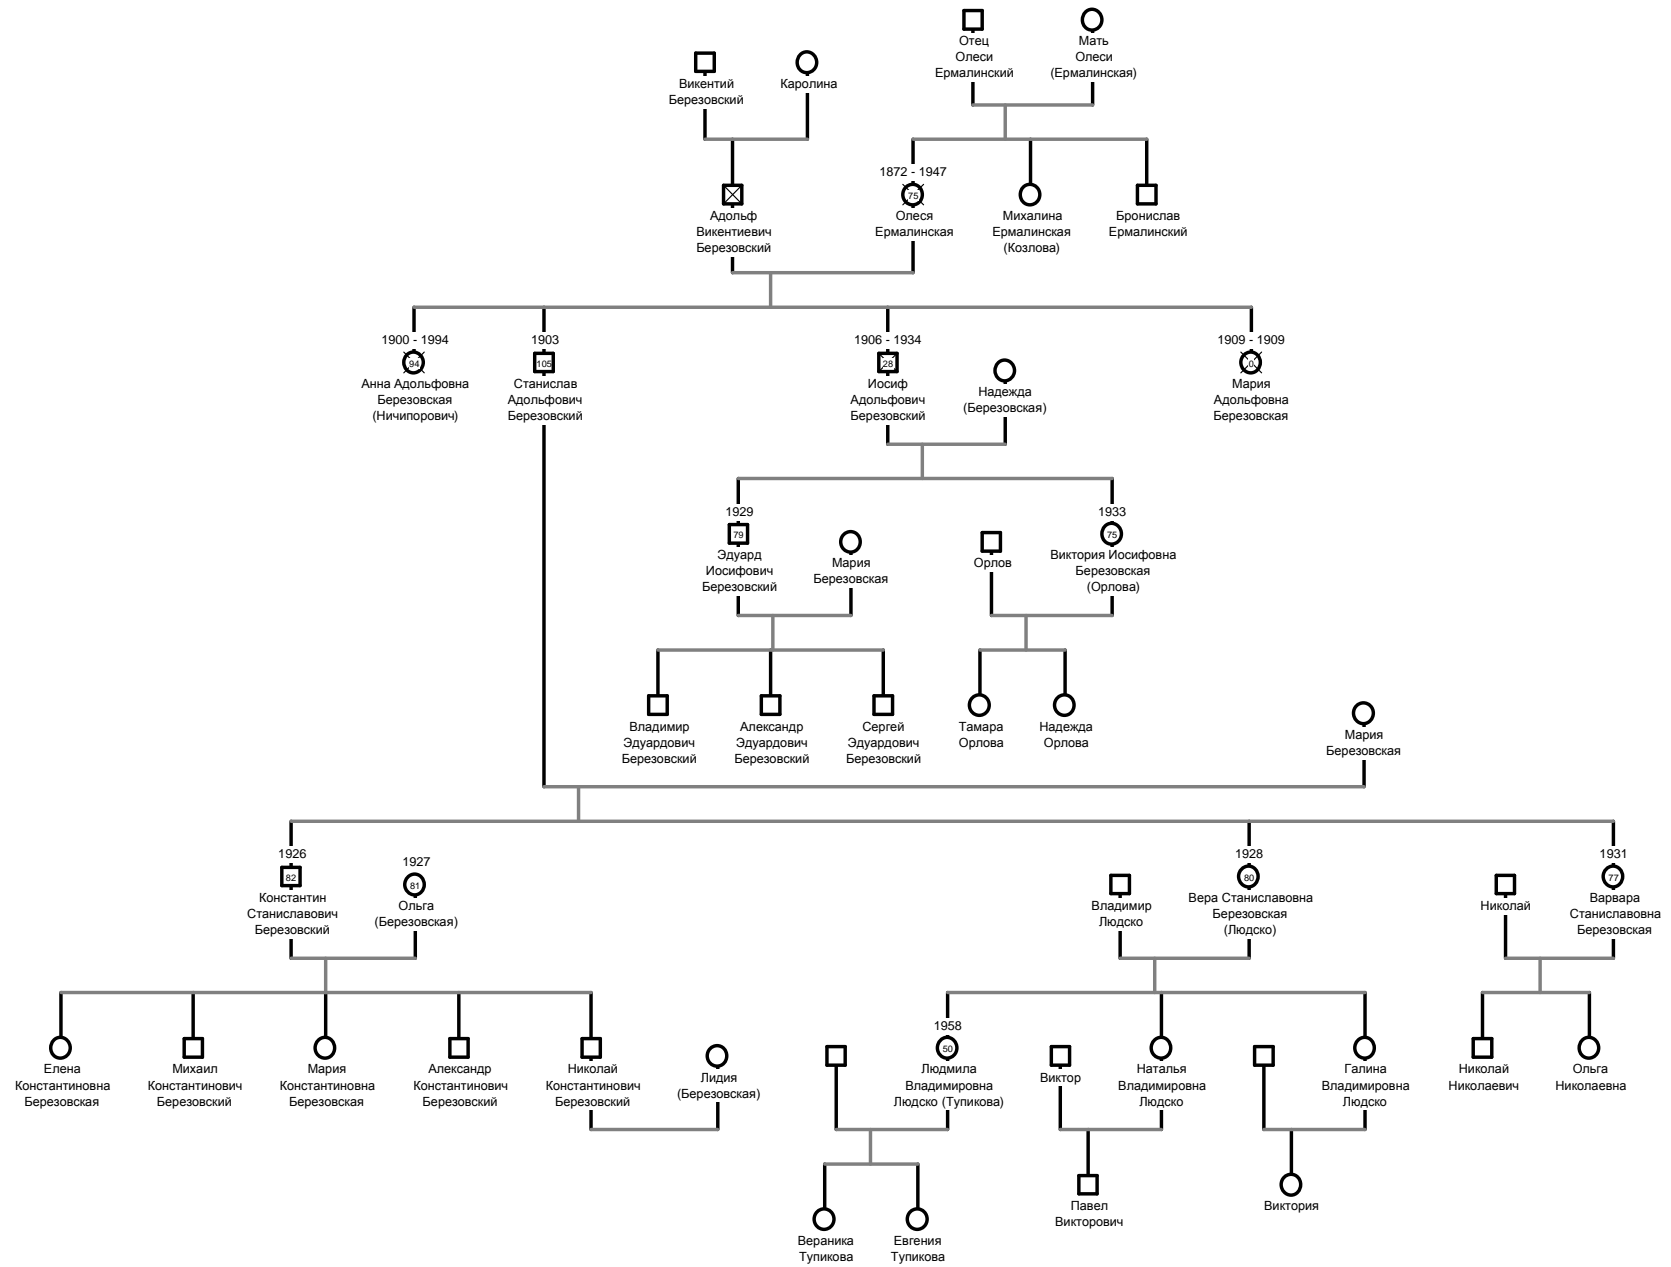 Отец
Олеси
Ермалинский
Мать
Олеси
(Ермалинская)
Викентий
Березовский
Каролина
1872 - 1947
75
Адольф
Викентиевич
Березовский
Олеся
Ермалинская
Михалина
Ермалинская
(Козлова)
Бронислав
Ермалинский
1900 - 1994
94
Анна Адольфовна
Березовская
(Ничипорович)
1903
105
Станислав
Адольфович
Березовский
1906 - 1934
28
Иосиф
Адольфович
Березовский
Надежда
(Березовская)
1909 - 1909
0
Мария
Адольфовна
Березовская
1929
79
Эдуард
Иосифович
Березовский
Мария
Березовская
Орлов
1933
75
Виктория Иосифовна
Березовская
(Орлова)
Владимир
Эдуардович
Березовский
Александр
Эдуардович
Березовский
Сергей
Эдуардович
Березовский
Тамара
Орлова
Надежда
Орлова
Мария
Березовская
1926
82
Константин
Станиславович
Березовский
1927
81
Ольга
(Березовская)
Владимир
Людско
1928
80
Вера Станиславовна
Березовская
(Людско)
Николай
1931
77
Варвара
Станиславовна
Березовская
Елена
Константиновна
Березовская
Михаил
Константинович
Березовский
Мария
Константиновна
Березовская
Александр
Константинович
Березовский
Николай
Константинович
Березовский
Лидия
(Березовская)
1958
50
Людмила
Владимировна
Людско (Тупикова)
Виктор
Наталья
Владимировна
Людско
Галина
Владимировна
Людско
Николай
Николаевич
Ольга
Николаевна
Вераника
Тупикова
Евгения
Тупикова
Павел
Викторович
Виктория